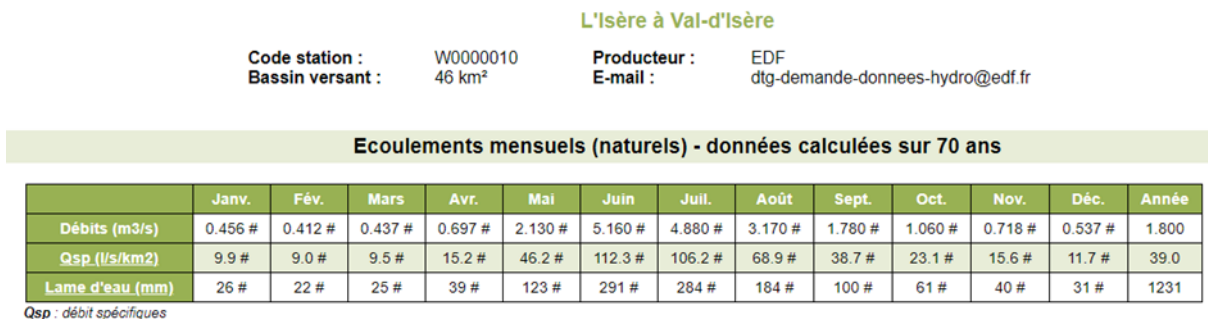 L'Isère à Val-d'Isère
Code station : W0000010 Producteur : EDF
Bassin versant : 46 km² E-mail : dtg-demande-donnees-hydro@edf.fr
Ecoulements mensuels (naturels) - données calculées sur 70 ans
Janv. Fév. Mars Avr. Mai Juin Juil. Août Sept. Oct. Nov. Déc. Année
Débits (m3/s) 0.456 # 0.412 # 0.437 # 0.697 # 2.130 # 5.160 # 4.880 # 3.170 # 1.780 # 1.060 # 0.718 # 0.537 # 1.800
Qsp (l/s/km2) 9.9 # 9.0 # 9.5 # 15.2 # 46.2 # 112.3 # 106.2 # 68.9 # 38.7 # 23.1 # 15.6 # 11.7 # 39.0
Lame d'eau (mm) 26 # 22 # 25 # 39 # 123 # 291 # 284 # 184 # 100 # 61 # 40 # 31 # 1231
Qsp : débit spécifiques